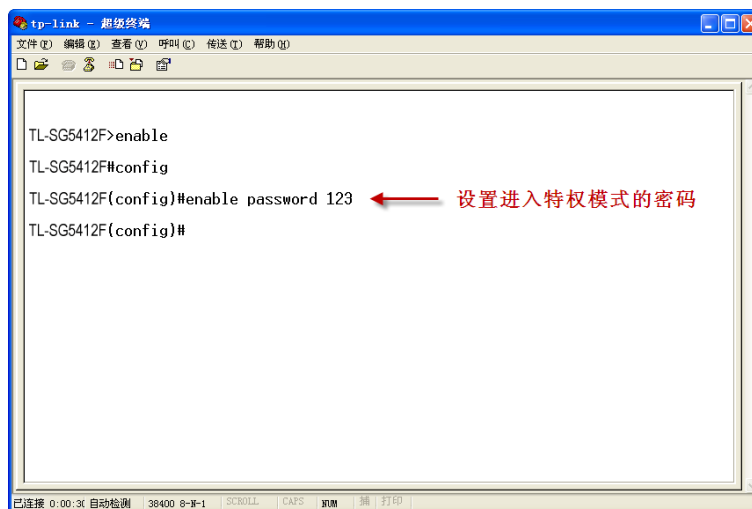 tp-link - 超级终端
文件(F) 编辑(E) 查看(V) 呼叫(C) 传送(T) 帮助(H)
TL-SG5412F>enable
TL-SG5412F#config
TL-SG5412F(config)#enable password 123 设置进入特权模式的密码
TL-SG5412F(config)#
已连接 0:00:3( 自动检测 38400 8-N-1 SCROLL CAPS NUM 捕 打印